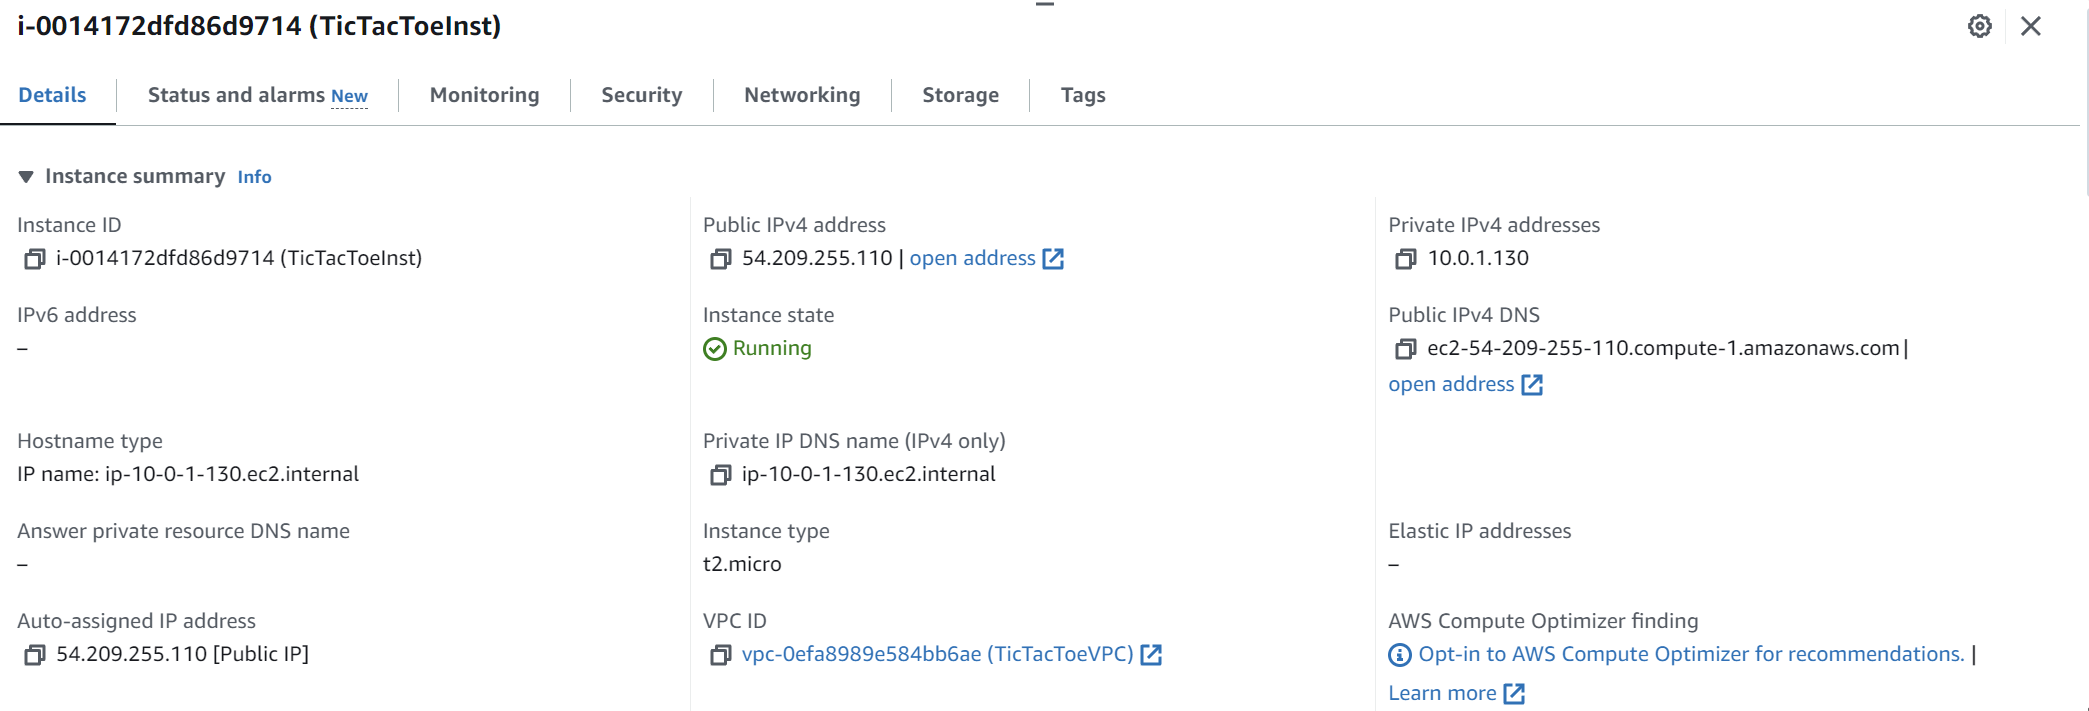 i-0014172dfd86d9714 (TicTacToeInst)
Details
Status and alarms New
Monitoring
Security
Networking
Storage
Tags
Instance summary Info
Instance ID
i-0014172dfd86d9714 (TicTacToeInst)
Public IPv4 address
54.209.255.110 | open address
Private IPv4 addresses
10.0.1.130
IPv6 address
–
Instance state
Running
Public IPv4 DNS
ec2-54-209-255-110.compute-1.amazonaws.com |
open address
Hostname type
IP name: ip-10-0-1-130.ec2.internal
Private IP DNS name (IPv4 only)
ip-10-0-1-130.ec2.internal
Answer private resource DNS name
–
Instance type
t2.micro
Elastic IP addresses
–
Auto-assigned IP address
54.209.255.110 [Public IP]
VPC ID
vpc-0efa8989e584bb6ae (TicTacToeVPC)
AWS Compute Optimizer finding
Opt-in to AWS Compute Optimizer for recommendations. |
Learn more